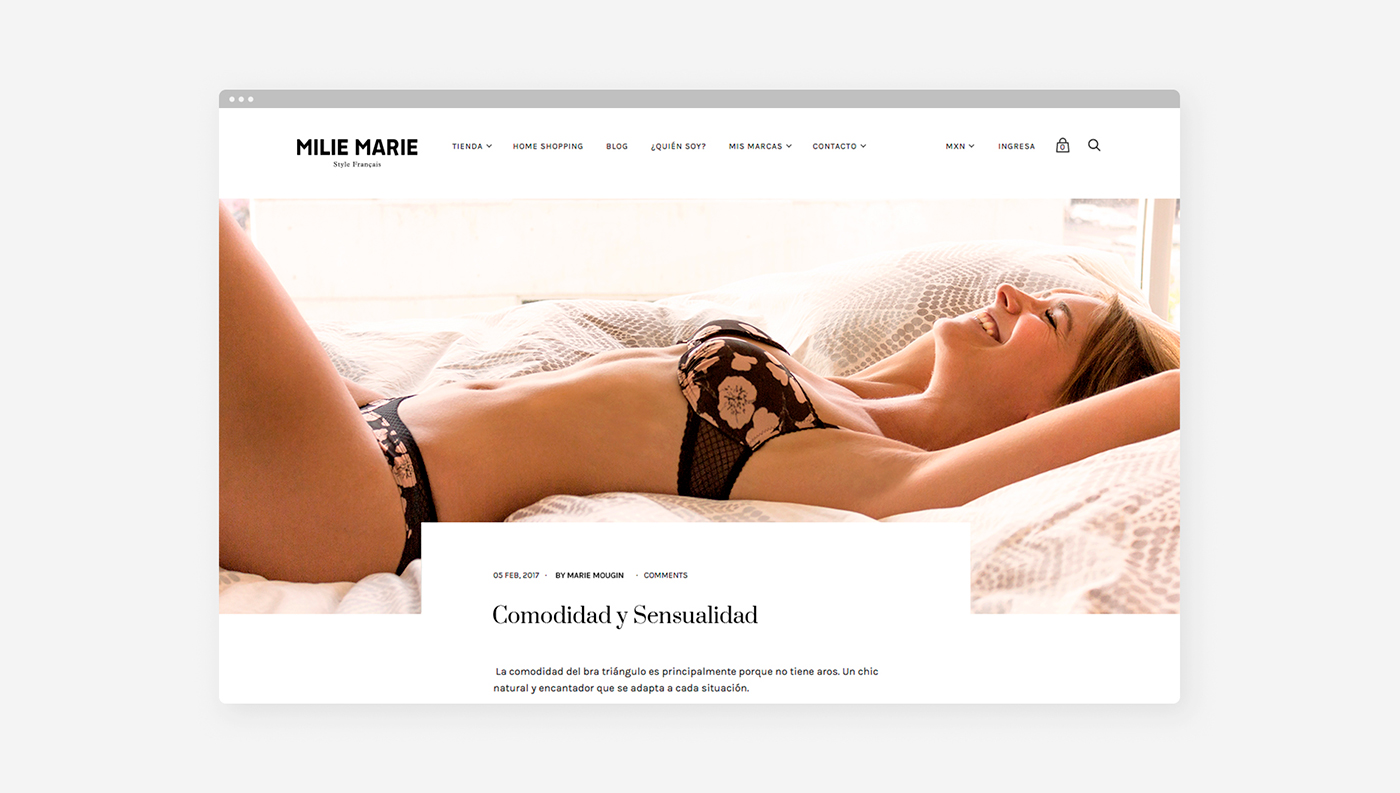 MILIE MARIE
Style Français
TIENDA HOME SHOPPING BLOG ¿QUIÉN SOY? MIS MARCAS CONTACTO MXN INGRESA 0
05 FEB, 2017 · BY MARIE MOUGIN · COMMENTS
Comodidad y Sensualidad
La comodidad del bra triángulo es principalmente porque no tiene aros. Un chic
natural y encantador que se adapta a cada situación.